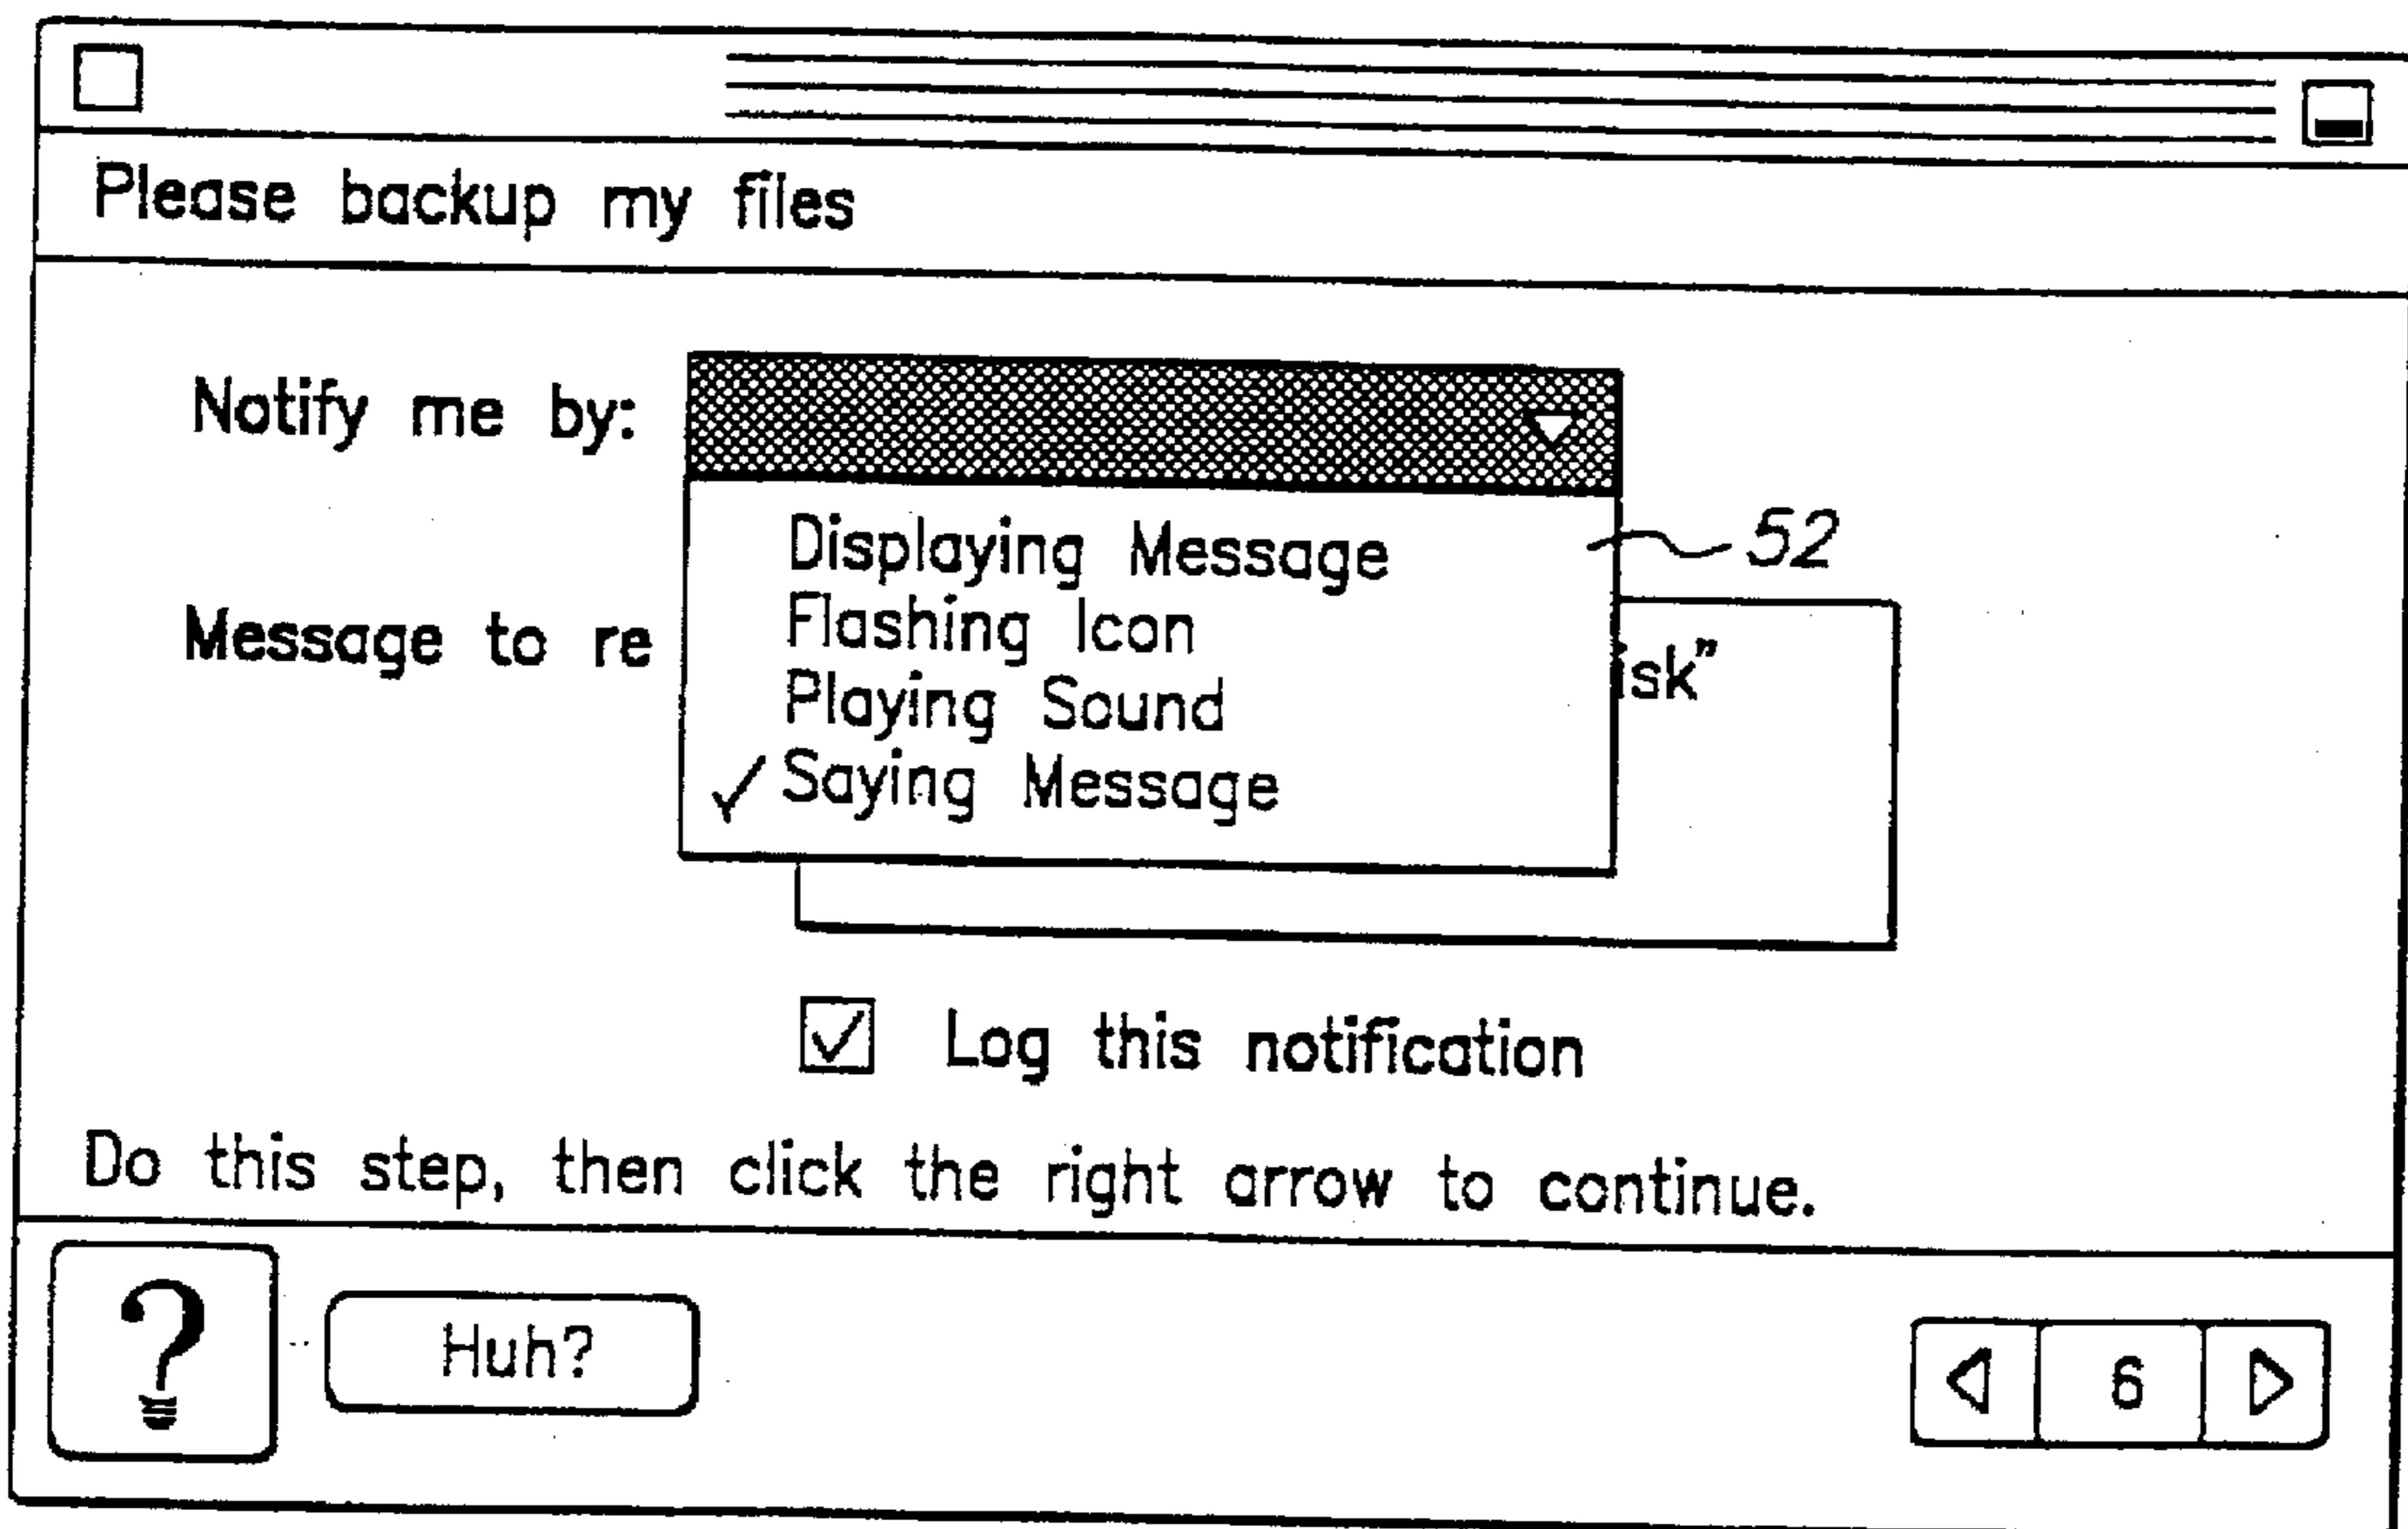 Please backup my files
Notify me by:
Displaying Message
52
Flashing Icon
Message to re
isk”
Playing Sound
✓ Saying Message
Log this notification
Do this step, then click the right arrow to continue.
?
Huh?
6